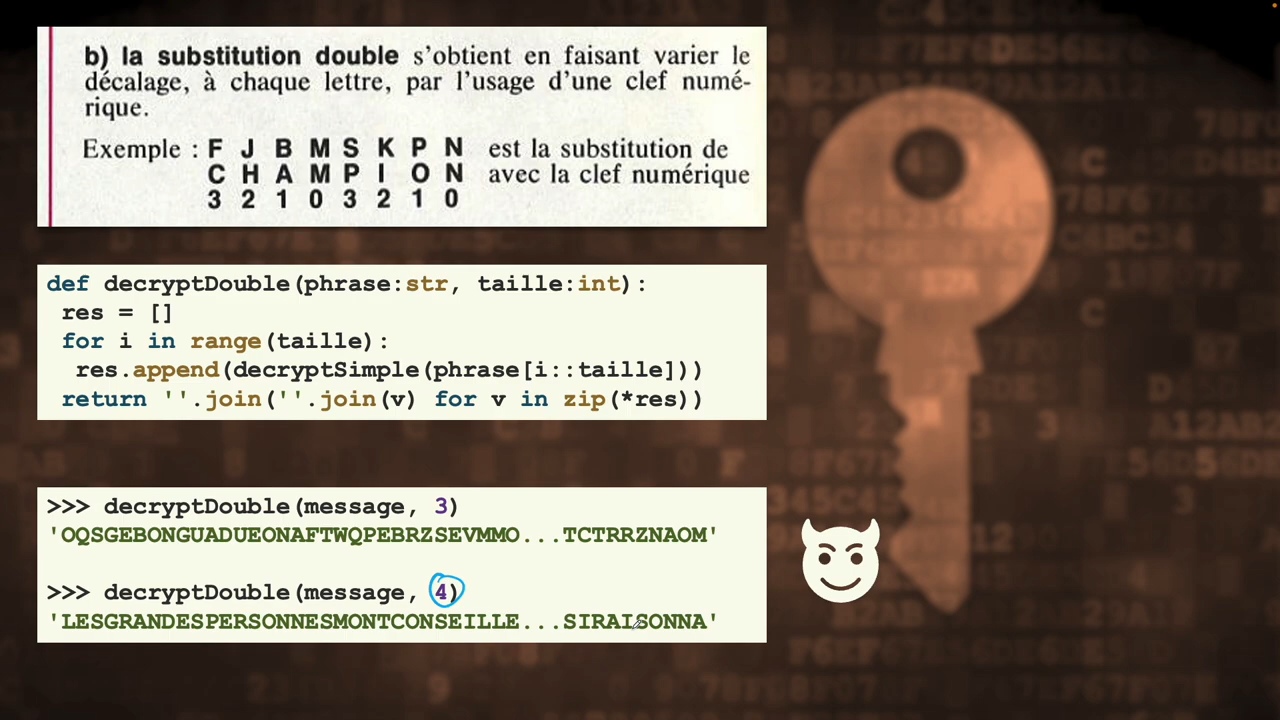 b) la substitution double s'obtient en faisant varier le
décalage, à chaque lettre, par l'usage d'une clef numé-
rique.
Exemple : F J B M S K P N est la substitution de
C H A M P I O N avec la clef numérique
3 2 1 0 3 2 1 0
def decryptDouble(phrase:str, taille:int):
res = []
for i in range(taille):
res.append(decryptSimple(phrase[i::taille]))
return ''.join(''.join(v) for v in zip(*res))
>>> decryptDouble(message, 3)
'OQSGEBONGUADUEONAFTWQPEBRZSEVMMO...TCTRRZNAOM'
>>> decryptDouble(message, 4)
'LESGRANDESPERSONNESMONTCONSEILLE...SIRAISONNA'